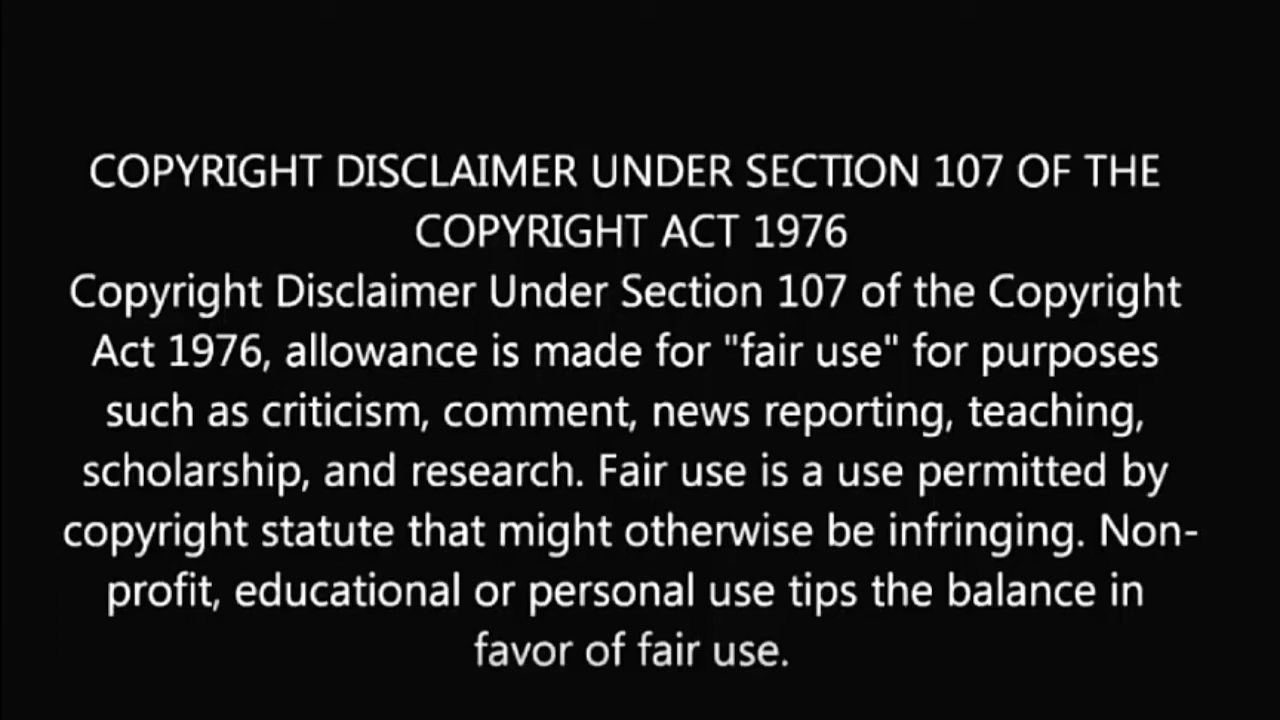 COPYRIGHT DISCLAIMER UNDER SECTION 107 OF THE
COPYRIGHT ACT 1976
Copyright Disclaimer Under Section 107 of the Copyright
Act 1976, allowance is made for "fair use" for purposes
such as criticism, comment, news reporting, teaching,
scholarship, and research. Fair use is a use permitted by
copyright statute that might otherwise be infringing. Non-
profit, educational or personal use tips the balance in
favor of fair use.